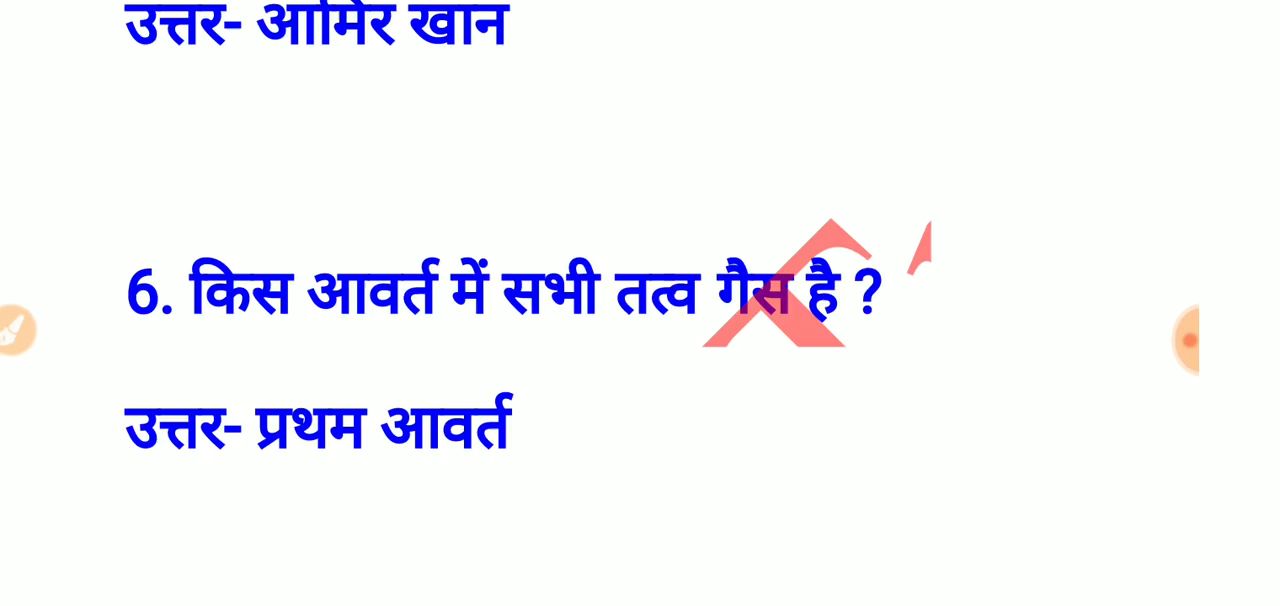 उत्तर- आमिर खान
6. किस आवर्त में सभी तत्व गैस है ?
उत्तर- प्रथम आवर्त